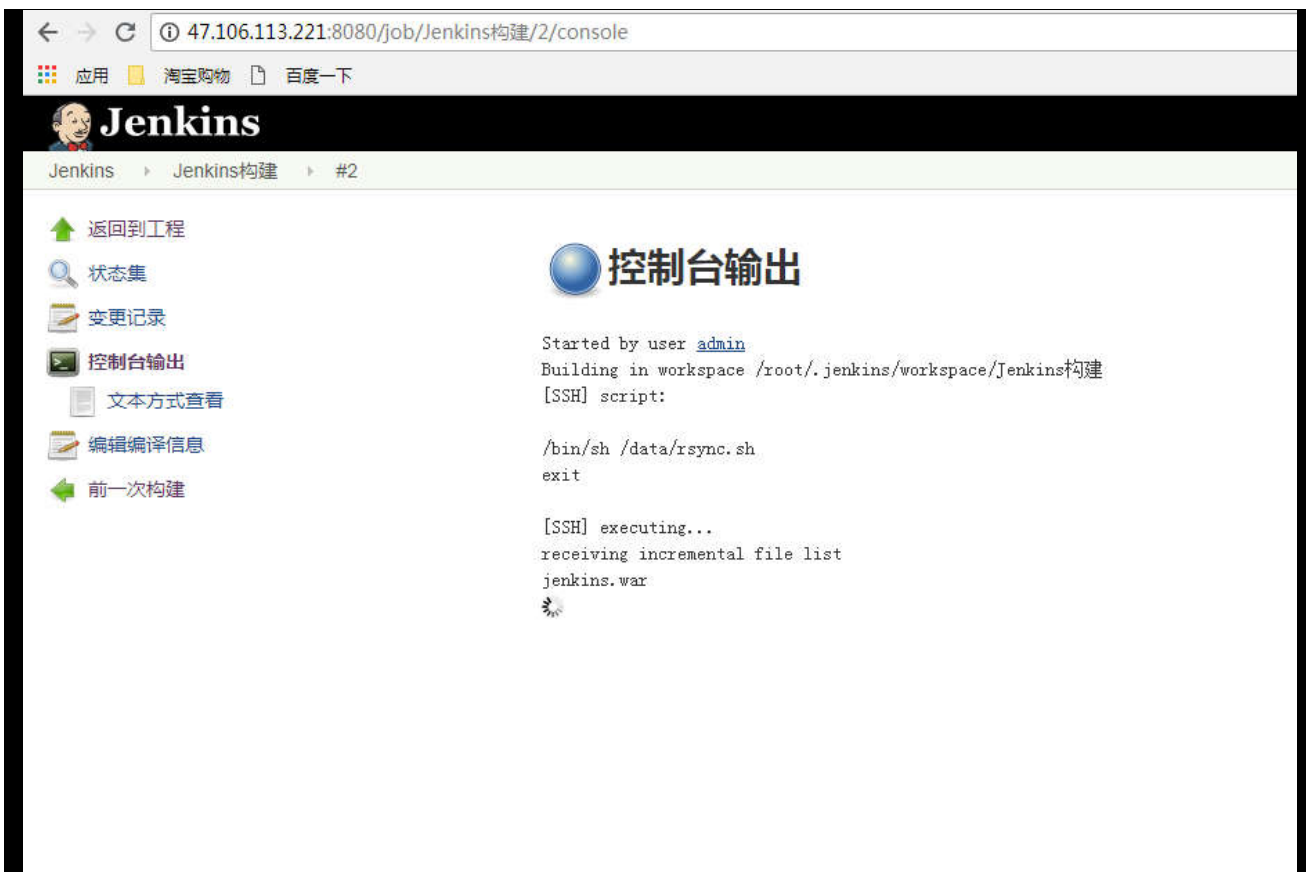 47.106.113.221:8080/job/Jenkins构建/2/console
应用 淘宝购物 百度一下
Jenkins
Jenkins Jenkins构建 #2
返回到工程
状态集
变更记录
控制台输出
文本方式查看
编辑编译信息
前一次构建
控制台输出
Started by user admin
Building in workspace /root/.jenkins/workspace/Jenkins构建
[SSH] script:
/bin/sh /data/rsync.sh
exit
[SSH] executing...
receiving incremental file list
jenkins.war